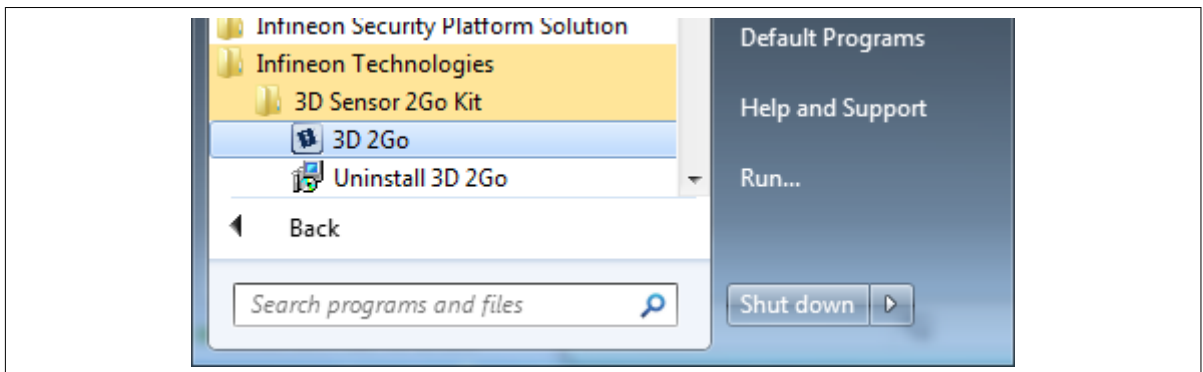 Infineon Security Platform Solution
Infineon Technologies
3D Sensor 2Go Kit
3D 2Go
Uninstall 3D 2Go
Back
Search programs and files
Default Programs
Help and Support
Run...
Shut down